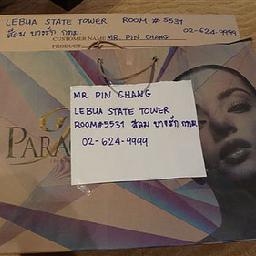 LEBUA STATE TOWER ROOM # 5531
สีลม บางรัก กทม. 02-624-9999
CUSTOMER NAME MR. PIN CHANG
PRODUCT
PARA
MR PIN CHANG
LEBUA STATE TOWER
ROOM#5531 สีลม บางรัก กทม
02-624-9999